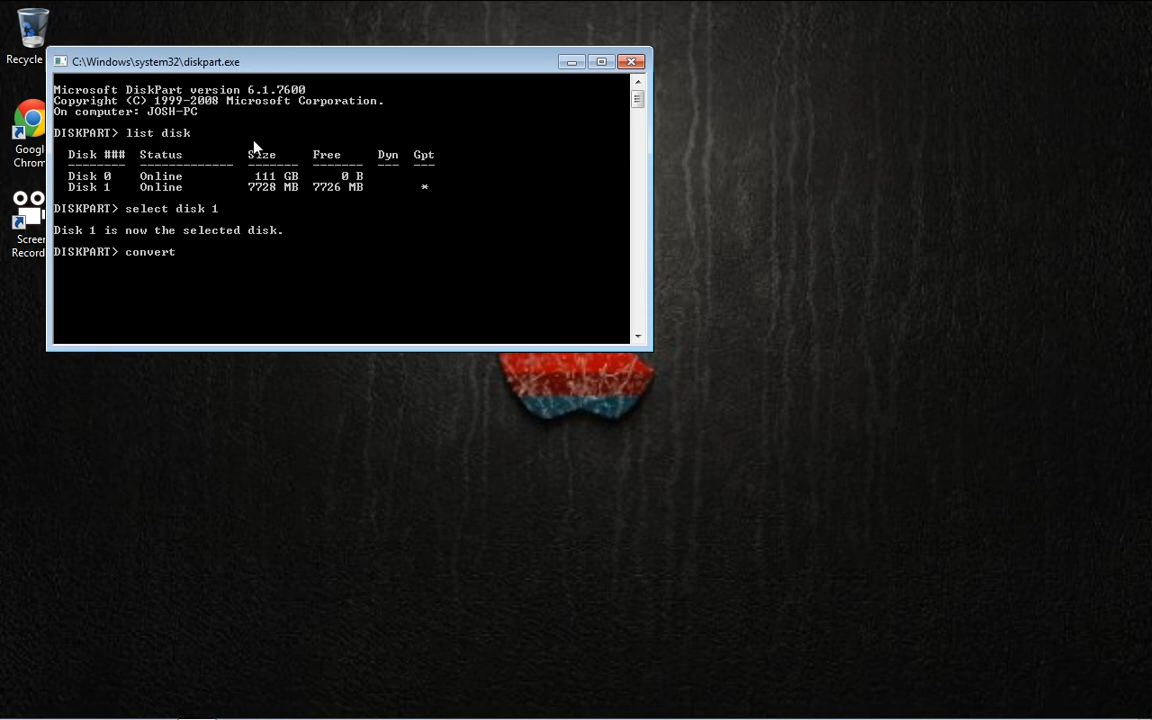 Recycle
Google
Chrom
Screen
Record
C:\Windows\system32\diskpart.exe
Microsoft DiskPart version 6.1.7600
Copyright (C) 1999-2008 Microsoft Corporation.
On computer: JOSH-PC
DISKPART> list disk
Disk ### Status Size Free Dyn Gpt
-------- ------------- ------- ------- --- ---
Disk 0 Online 111 GB 0 B
Disk 1 Online 7728 MB 7726 MB *
DISKPART> select disk 1
Disk 1 is now the selected disk.
DISKPART> convert